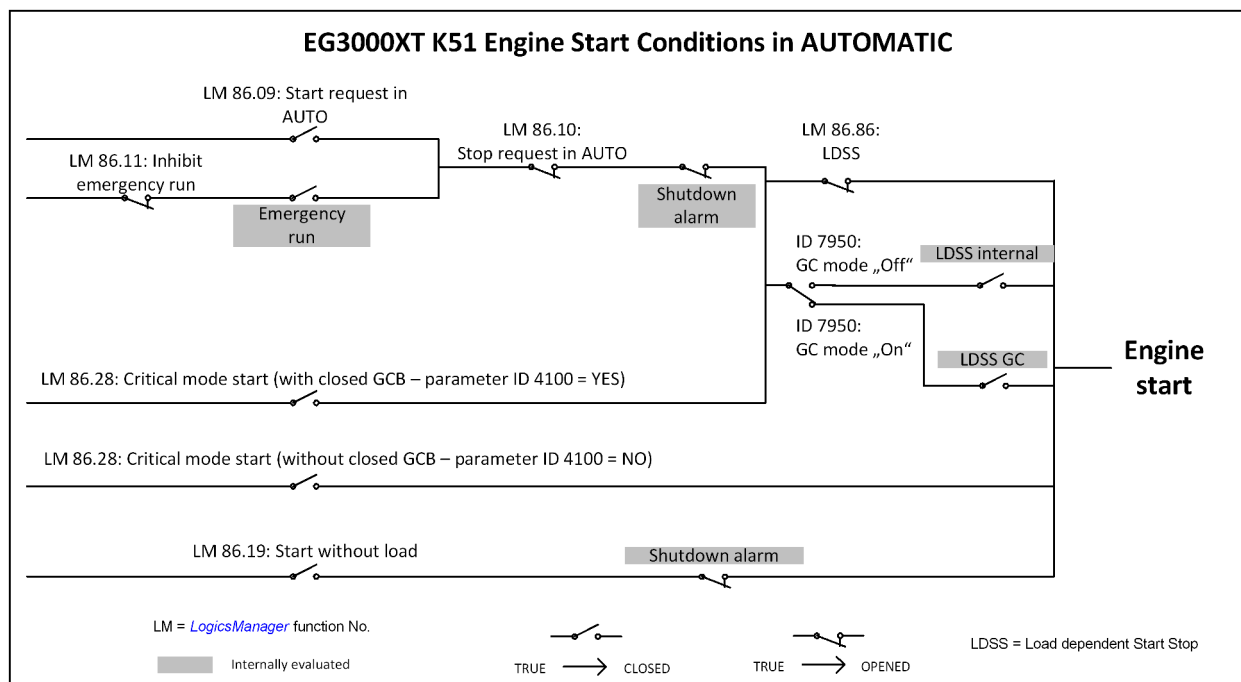 EG3000XT K51 Engine Start Conditions in AUTOMATIC
LM 86.09: Start request in
AUTO
LM 86.11: Inhibit
emergency run
Emergency
run
LM 86.10:
Stop request in AUTO
Shutdown
alarm
LM 86.86:
LDSS
ID 7950:
GC mode „Off“
LDSS internal
ID 7950:
GC mode „On“
LDSS GC
Engine
start
LM 86.28: Critical mode start (with closed GCB – parameter ID 4100 = YES)
LM 86.28: Critical mode start (without closed GCB – parameter ID 4100 = NO)
LM 86.19: Start without load
Shutdown alarm
LM = LogicsManager function No.
Internally evaluated
TRUE CLOSED
TRUE OPENED
LDSS = Load dependent Start Stop